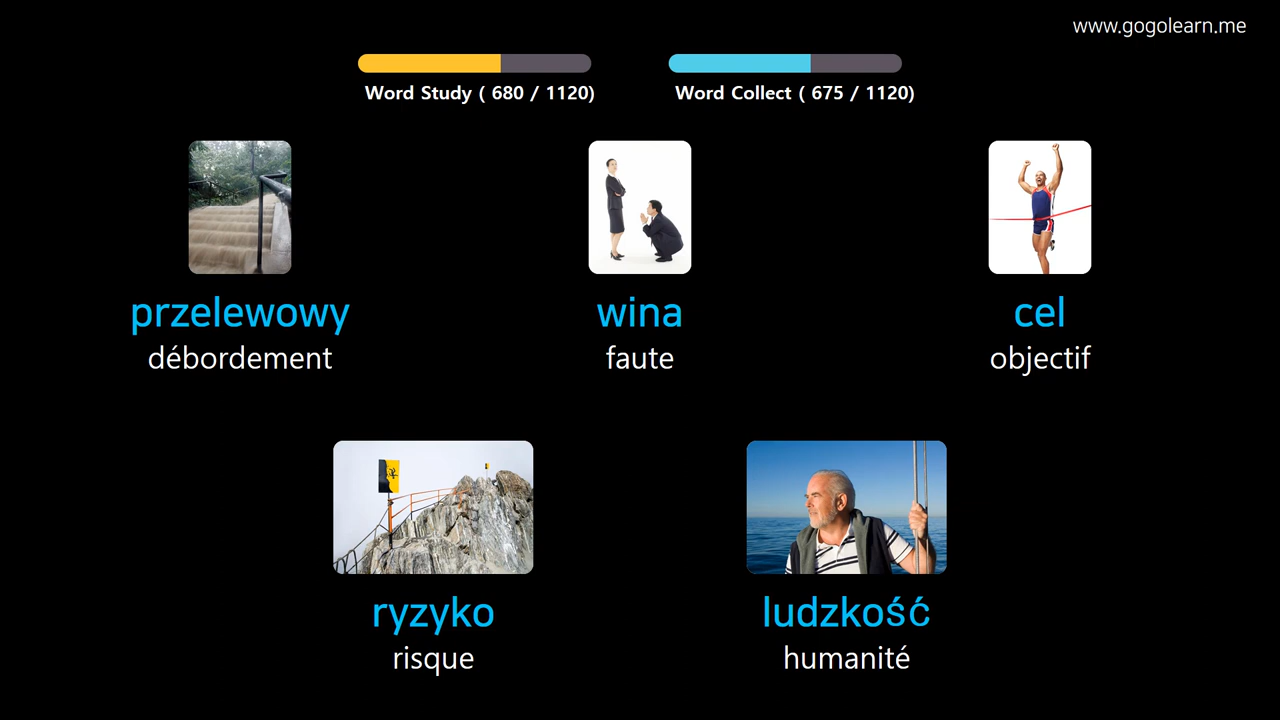 www.gogolearn.me
Word Study ( 680 / 1120)
Word Collect ( 675 / 1120)
przelewowy
débordement
wina
faute
cel
objectif
ryzyko
risque
ludzkość
humanité